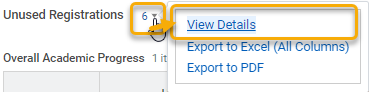 Unused Registrations 6
View Details
Export to Excel (All Columns)
Overall Academic Progress 1 it
Export to PDF